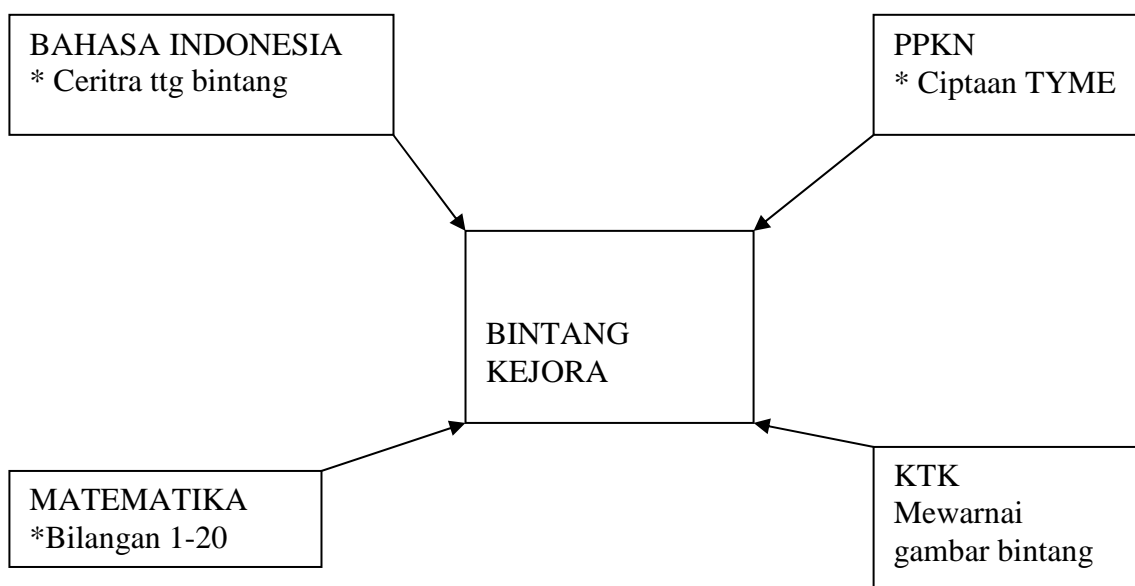 BAHASA INDONESIA
* Ceritra ttg bintang
PPKN
* Ciptaan TYME
BINTANG
KEJORA
MATEMATIKA
*Bilangan 1-20
KTK
Mewarnai
gambar bintang